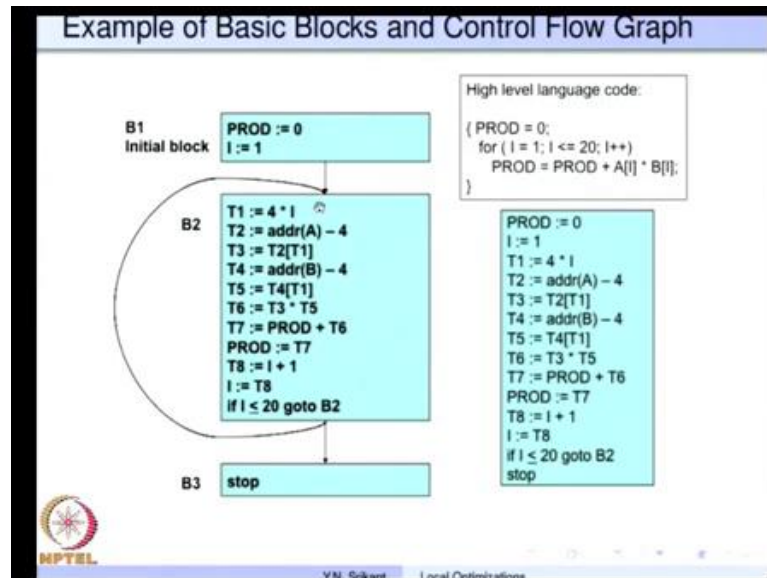 Example of Basic Blocks and Control Flow Graph
B1
Initial block
PROD := 0
I := 1
B2
T1 := 4 * I
T2 := addr(A) – 4
T3 := T2[T1]
T4 := addr(B) – 4
T5 := T4[T1]
T6 := T3 * T5
T7 := PROD + T6
PROD := T7
T8 := I + 1
I := T8
if I ≤ 20 goto B2
B3
stop
High level language code:
{ PROD = 0;
for ( I = 1; I <= 20; I++)
PROD = PROD + A[I] * B[I];
}
PROD := 0
I := 1
T1 := 4 * I
T2 := addr(A) – 4
T3 := T2[T1]
T4 := addr(B) – 4
T5 := T4[T1]
T6 := T3 * T5
T7 := PROD + T6
PROD := T7
T8 := I + 1
I := T8
if I ≤ 20 goto B2
stop
NPTEL
Y.N. Srikant
Local Optimizations